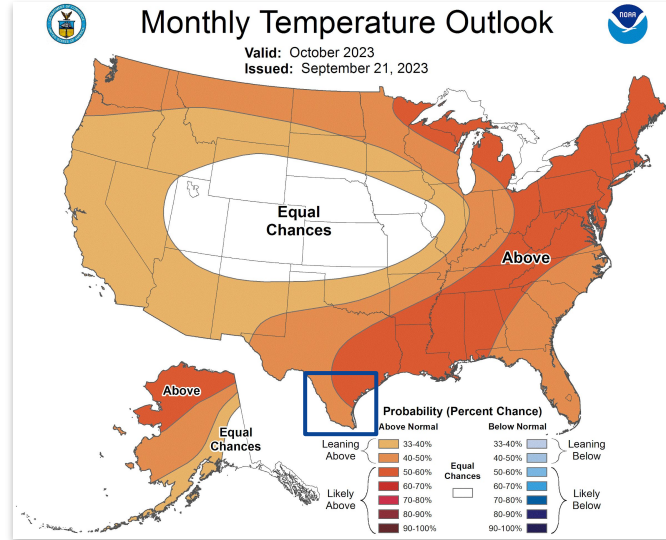 Monthly Temperature Outlook
NOAA
Valid: October 2023
Issued: September 21, 2023
Equal
Chances
Above
Above
Equal
Chances
Probability (Percent Chance)
Above Normal
Below Normal
Leaning
Above
33-40%
40-50%
Likely
Above
50-60%
60-70%
70-80%
80-90%
90-100%
Equal
Chances
33-40%
40-50%
Leaning
Below
50-60%
60-70%
70-80%
80-90%
90-100%
Likely
Below